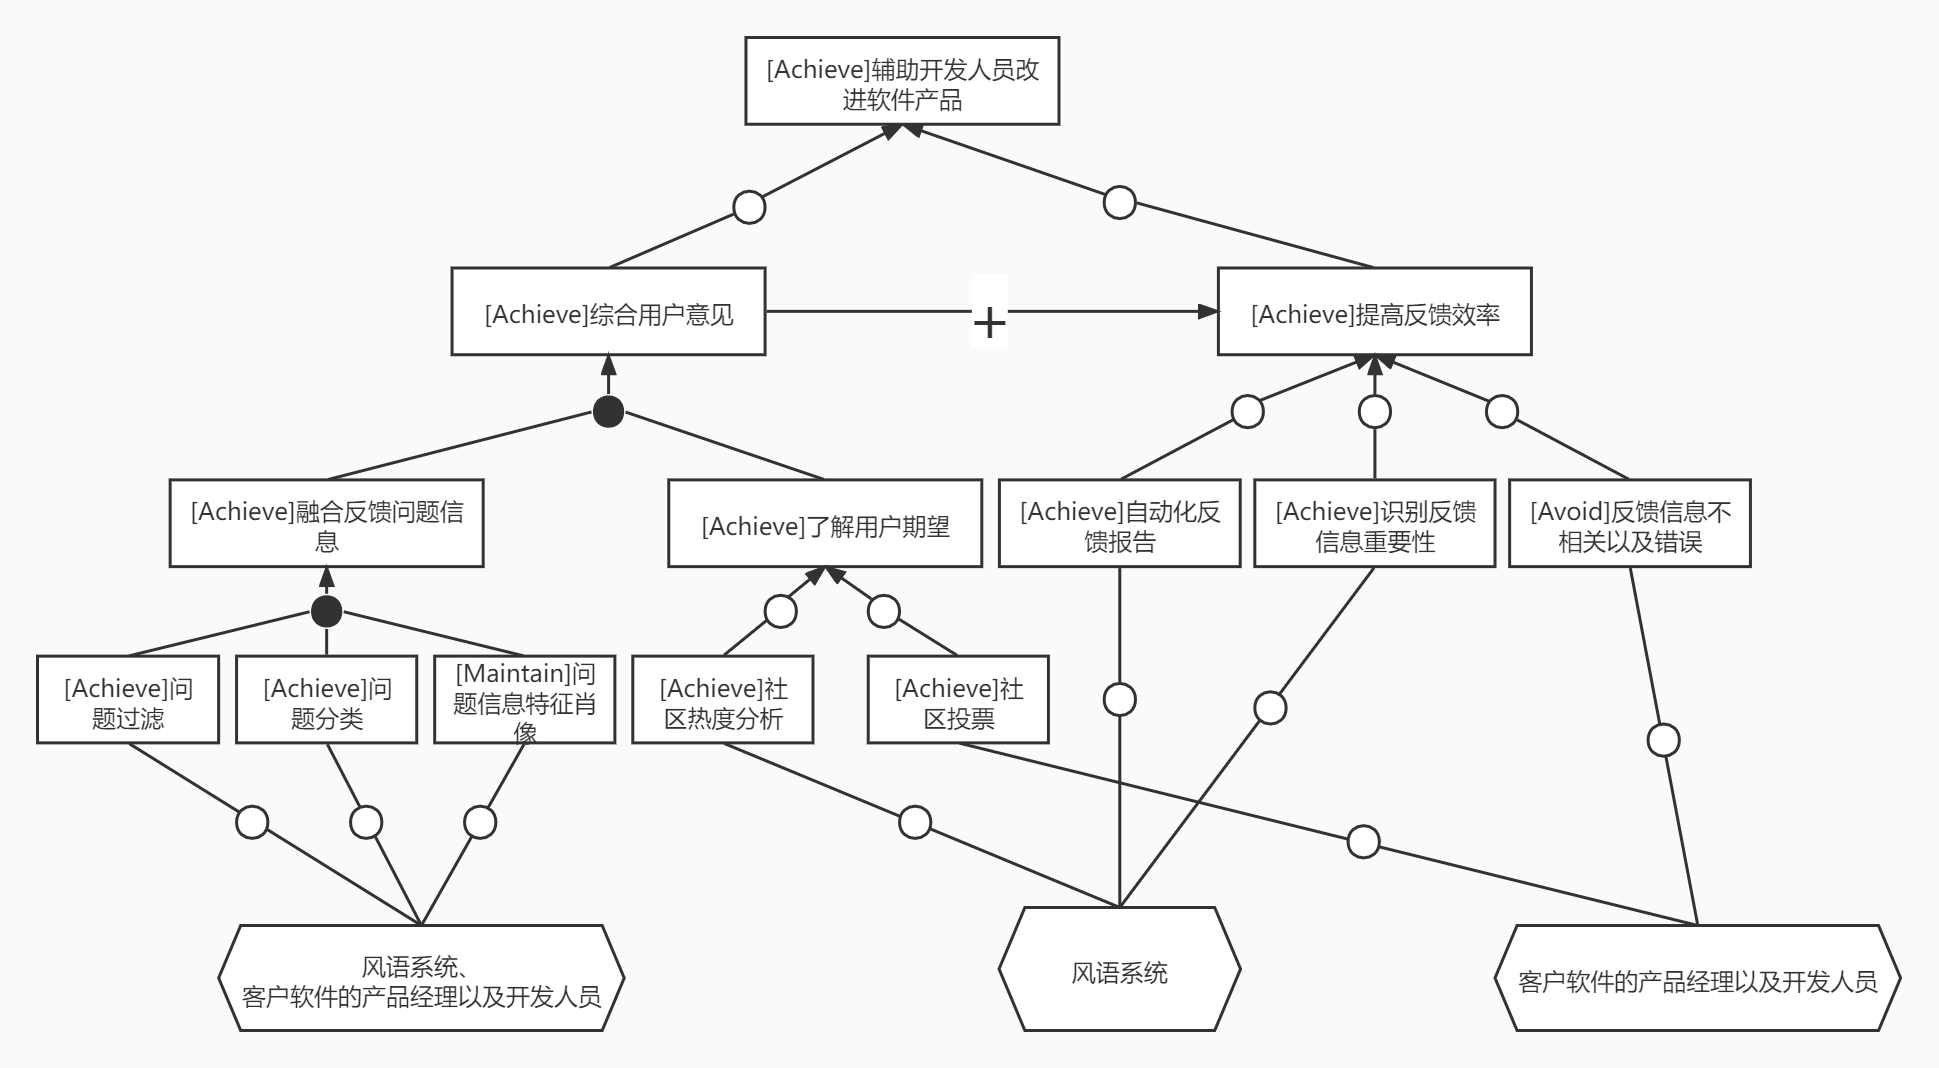 [Achieve]辅助开发人员改
进软件产品
[Achieve]综合用户意见
+
[Achieve]提高反馈效率
[Achieve]融合反馈问题信
息
[Achieve]了解用户期望
[Achieve]自动化反
馈报告
[Achieve]识别反馈
信息重要性
[Avoid]反馈信息不
相关以及错误
[Achieve]问
题过滤
[Achieve]问
题分类
[Maintain]问
题信息特征肖
像
[Achieve]社
区热度分析
[Achieve]社
区投票
风语系统、
客户软件的产品经理以及开发人员
风语系统
客户软件的产品经理以及开发人员